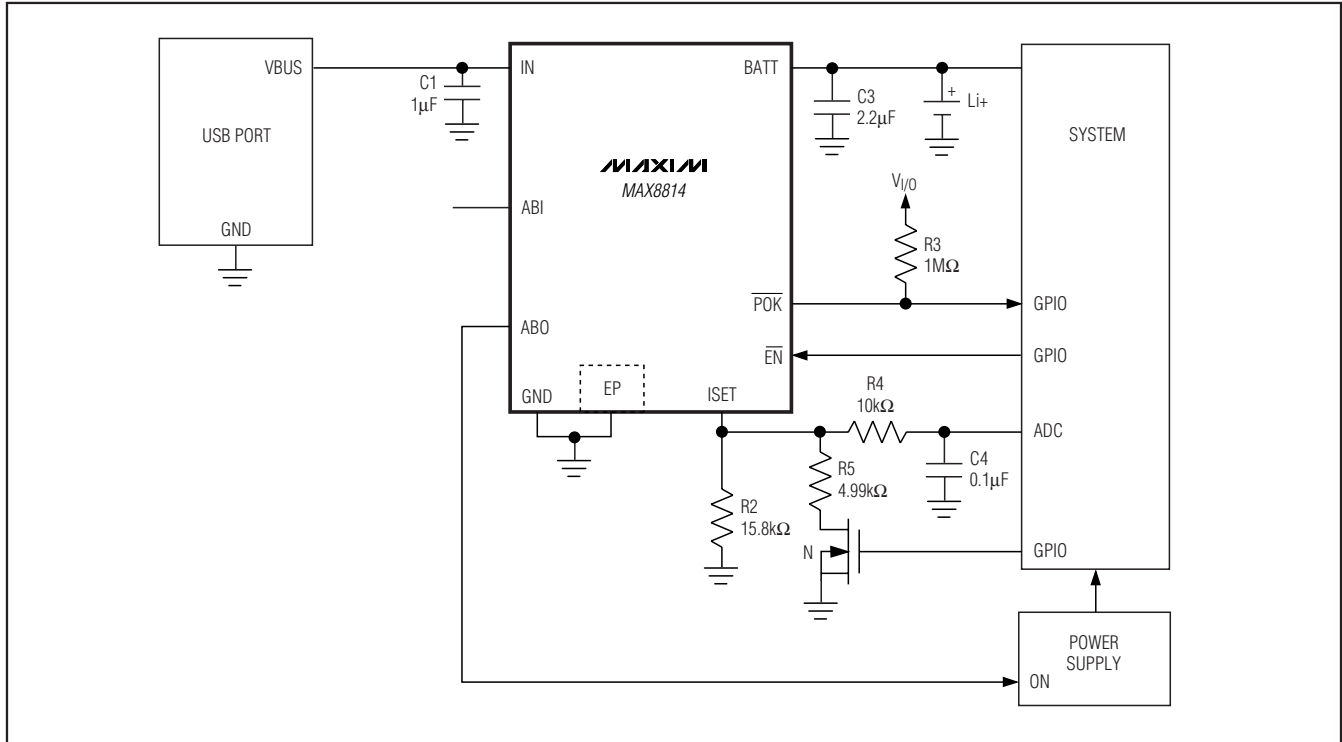 USB PORT
VBUS
GND
C1
1µF
IN
ABI
ABO
GND
EP
ISET
MAXIM
MAX8814
BATT
P̅O̅K̅
E̅N̅
C3
2.2µF
+
Li+
V_I/O
R3
1MΩ
R4
10kΩ
R2
15.8kΩ
R5
4.99kΩ
N
C4
0.1µF
SYSTEM
GPIO
GPIO
ADC
GPIO
POWER
SUPPLY
ON